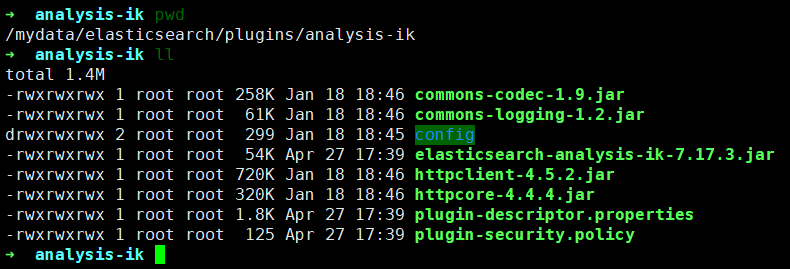 ➜  analysis-ik pwd
/mydata/elasticsearch/plugins/analysis-ik
➜  analysis-ik ll
total 1.4M
-rwxrwxrwx 1 root root 258K Jan 18 18:46 commons-codec-1.9.jar
-rwxrwxrwx 1 root root  61K Jan 18 18:46 commons-logging-1.2.jar
drwxrwxrwx 2 root root  299 Jan 18 18:45 config
-rwxrwxrwx 1 root root  54K Apr 27 17:39 elasticsearch-analysis-ik-7.17.3.jar
-rwxrwxrwx 1 root root 720K Jan 18 18:46 httpclient-4.5.2.jar
-rwxrwxrwx 1 root root 320K Jan 18 18:46 httpcore-4.4.4.jar
-rwxrwxrwx 1 root root 1.8K Apr 27 17:39 plugin-descriptor.properties
-rwxrwxrwx 1 root root  125 Apr 27 17:39 plugin-security.policy
➜  analysis-ik